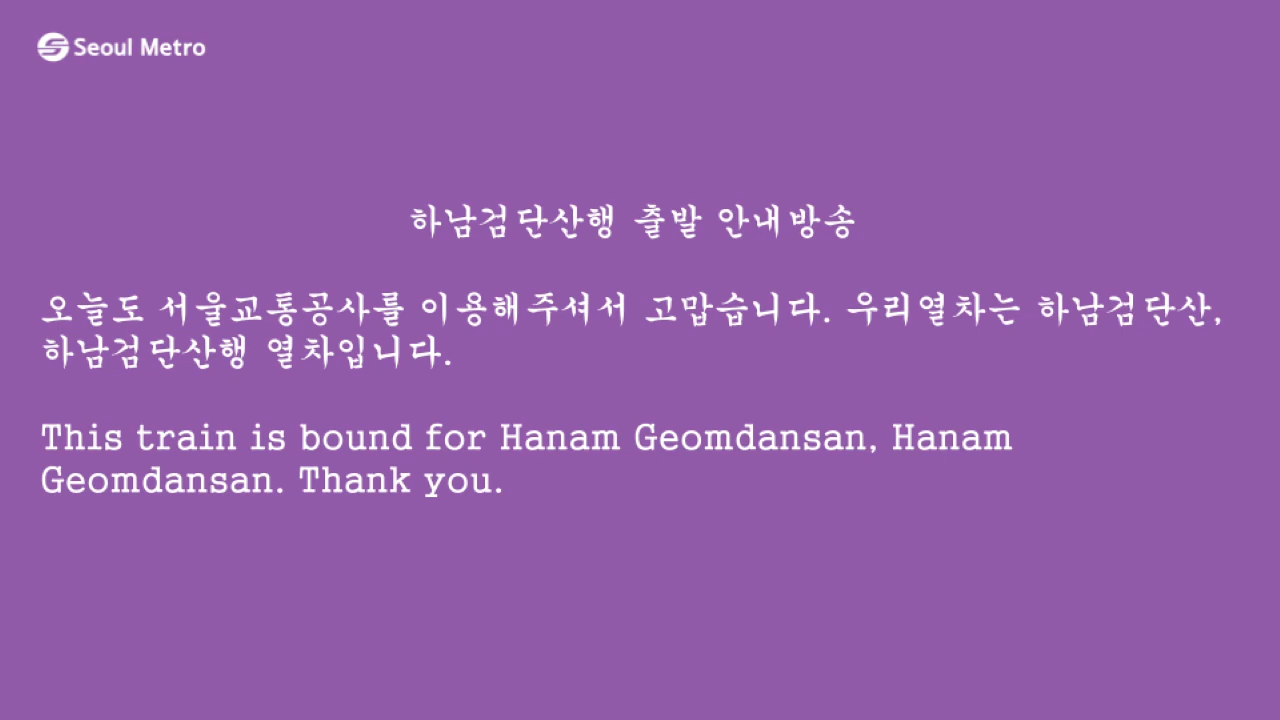 Seoul Metro
하남검단산행 출발 안내방송
오늘도 서울교통공사를 이용해주셔서 고맙습니다. 우리열차는 하남검단산,
하남검단산행 열차입니다.
This train is bound for Hanam Geomdansan, Hanam
Geomdansan. Thank you.